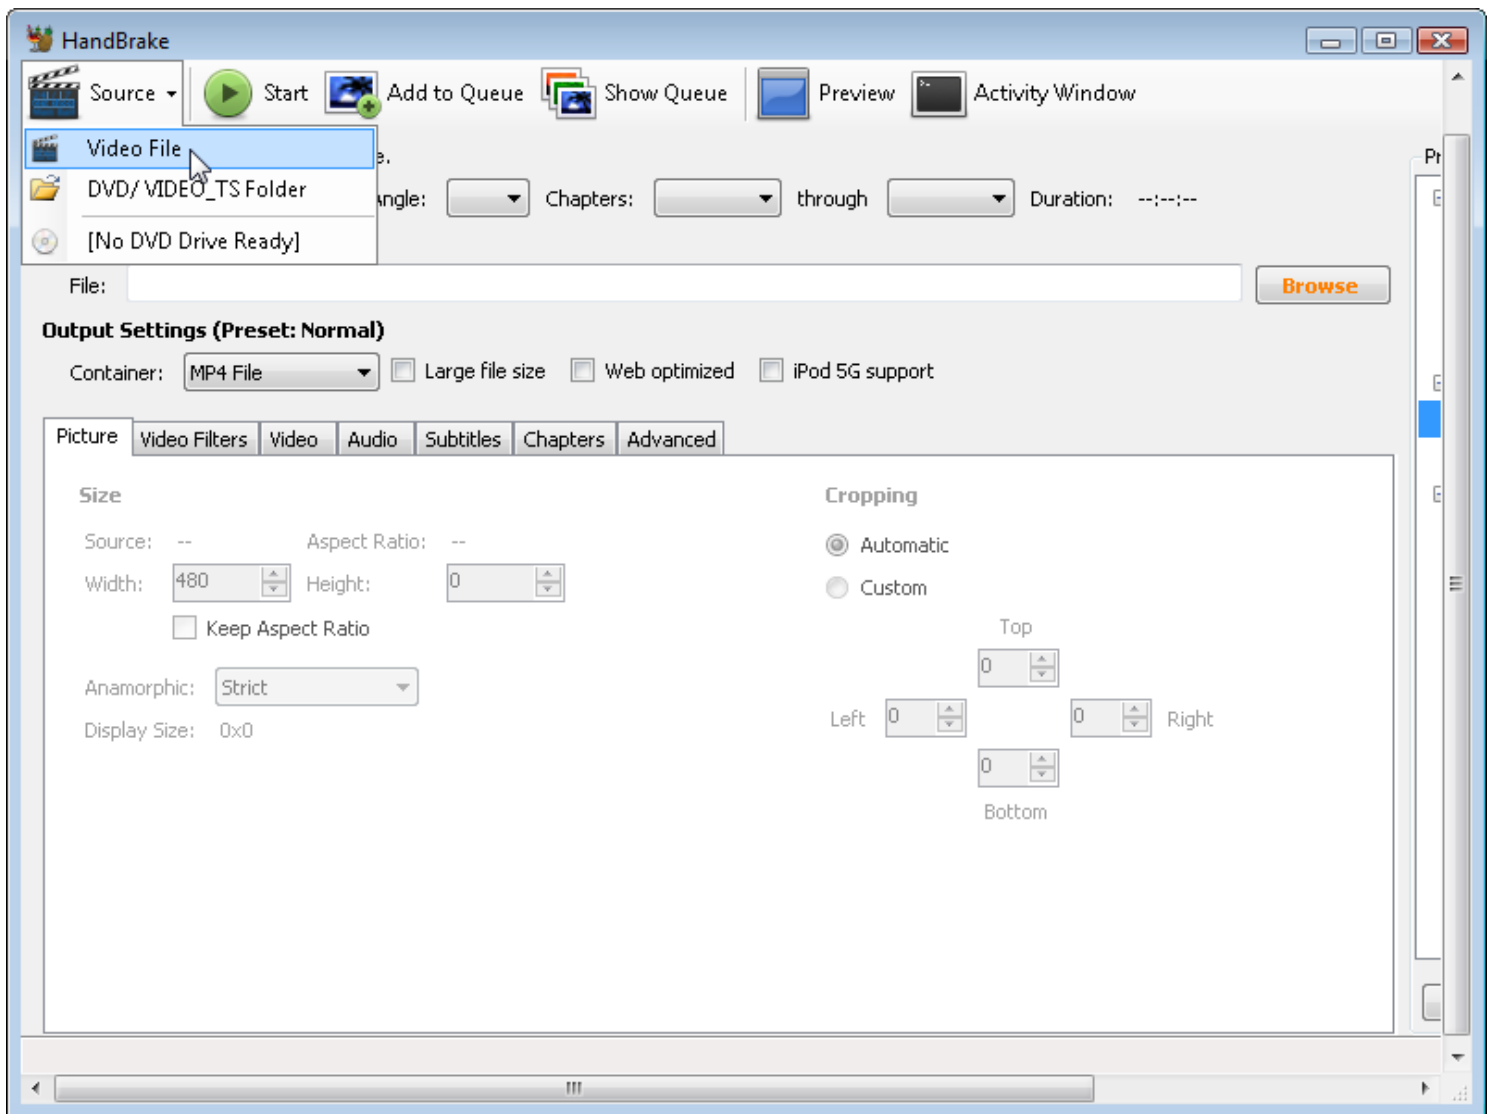 HandBrake
Source Start Add to Queue Show Queue Preview Activity Window
Video File
DVD/ VIDEO_TS Folder
Angle: Chapters: through Duration: --:--:--
[No DVD Drive Ready]
File: Browse
Output Settings (Preset: Normal)
Container: MP4 File Large file size Web optimized iPod 5G support
Picture Video Filters Video Audio Subtitles Chapters Advanced
Size Cropping
Source: -- Aspect Ratio: -- Automatic
Width: 480 Height: 0 Custom
Keep Aspect Ratio Top
0
Anamorphic: Strict
Left 0 0 Right
Display Size: 0x0
0
Bottom